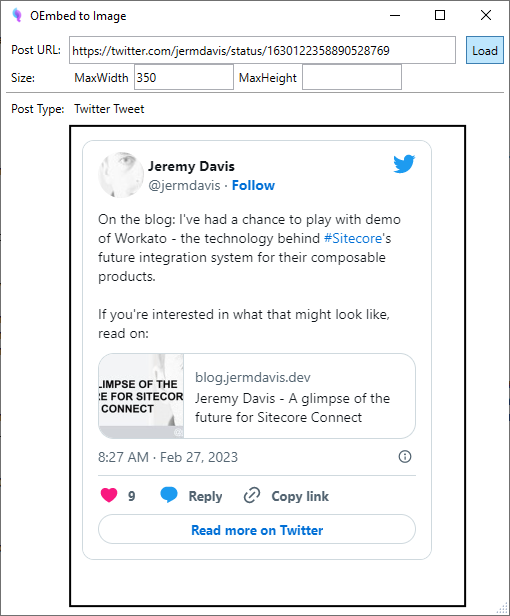 OEmbed to Image
Post URL: https://twitter.com/jermdavis/status/1630122358890528769 Load
Size: MaxWidth 350 MaxHeight
Post Type: Twitter Tweet
Jeremy Davis
@jermdavis · Follow
On the blog: I've had a chance to play with demo
of Workato - the technology behind #Sitecore's
future integration system for their composable
products.
If you're interested in what that might look like,
read on:
LIMPSE OF THE
RE FOR SITECOR
CONNECT
blog.jermdavis.dev
Jeremy Davis - A glimpse of the
future for Sitecore Connect
8:27 AM · Feb 27, 2023
9 Reply Copy link
Read more on Twitter